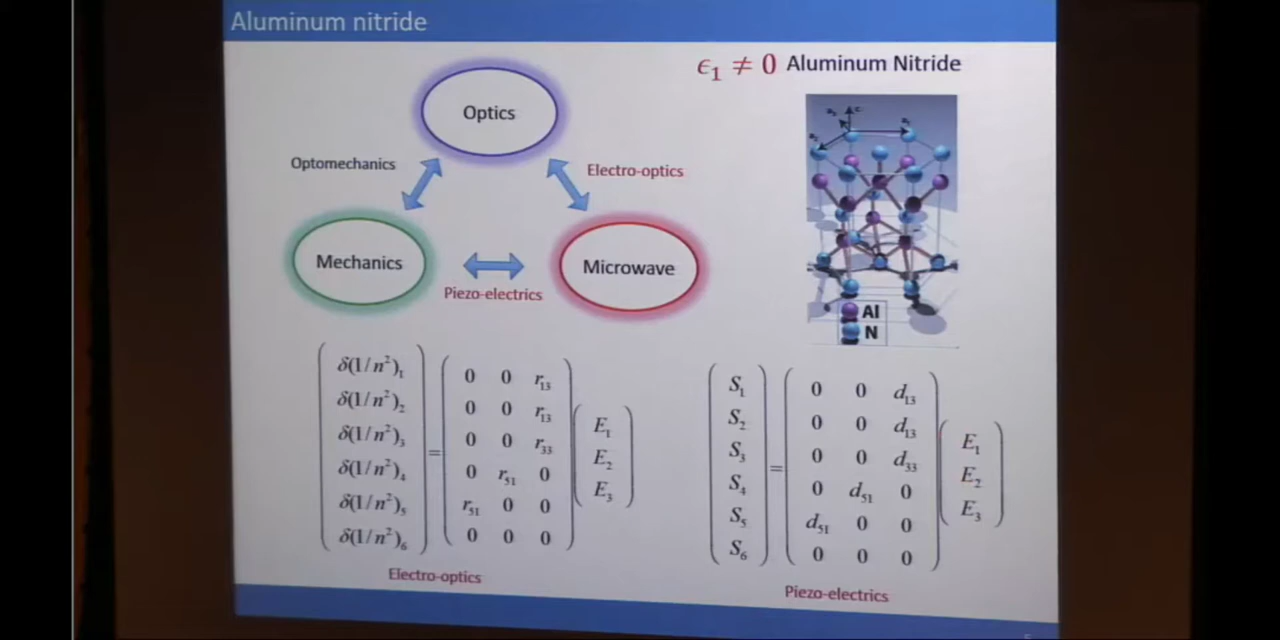 Aluminum nitride
ϵ₁ ≠ 0 Aluminum Nitride
Optics
Optomechanics
Electro-optics
Mechanics
Microwave
Piezo-electrics
Al
N
δ(1/n²)₁
δ(1/n²)₂
δ(1/n²)₃
δ(1/n²)₄
δ(1/n²)₅
δ(1/n²)₆
=
0 0 r₁₃
0 0 r₁₃
0 0 r₃₃
0 r₅₁ 0
r₅₁ 0 0
0 0 0
E₁
E₂
E₃
Electro-optics
S₁
S₂
S₃
S₄
S₅
S₆
=
0 0 d₁₃
0 0 d₁₃
0 0 d₃₃
0 d₅₁ 0
d₅₁ 0 0
0 0 0
E₁
E₂
E₃
Piezo-electrics